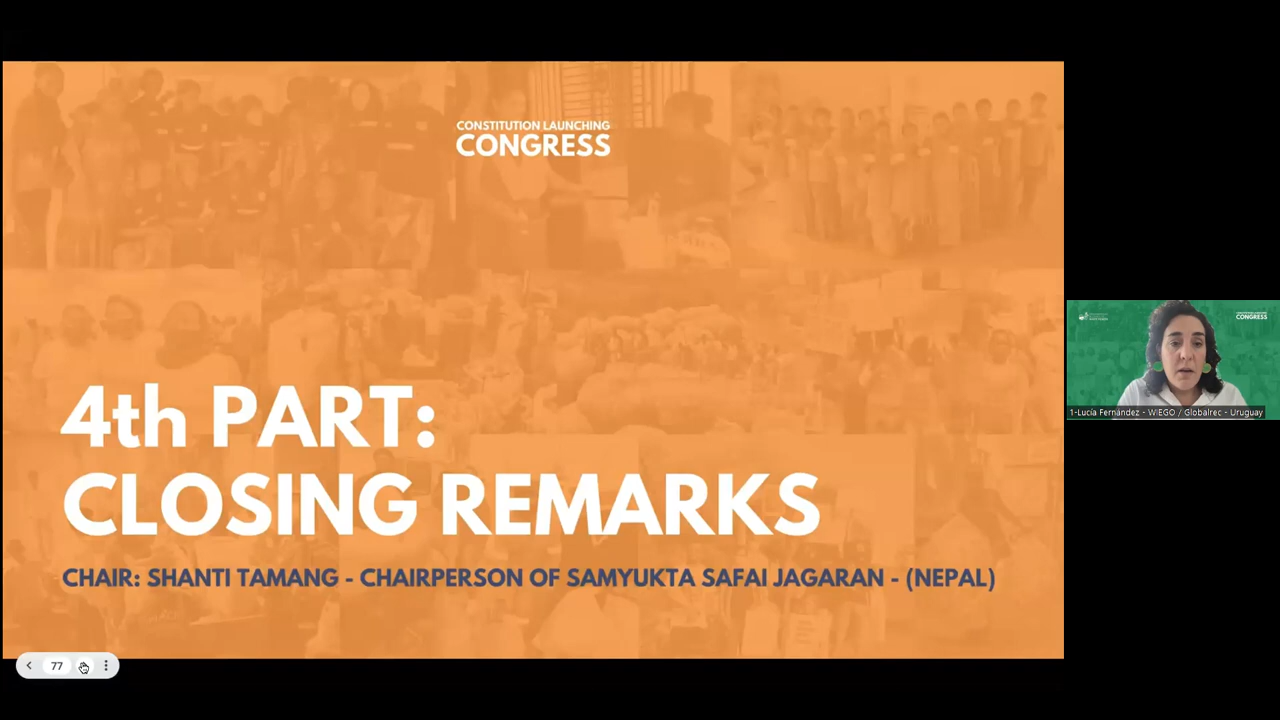 CONSTITUTION LAUNCHING
CONGRESS
4th PART:
CLOSING REMARKS
CHAIR: SHANTI TAMANG - CHAIRPERSON OF SAMYUKTA SAFAI JAGARAN - (NEPAL)
77
CONGRESS
1-Lucía Fernández - WIEGO / Globalrec - Uruguay